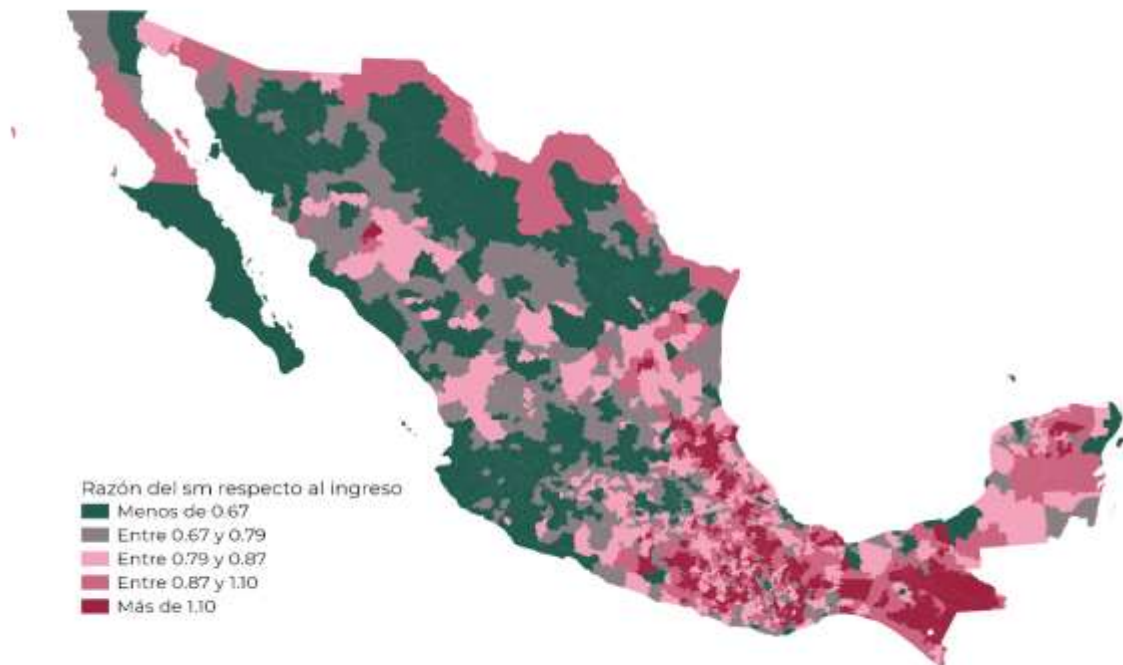 Razón del sm respecto al ingreso
Menos de 0.67
Entre 0.67 y 0.79
Entre 0.79 y 0.87
Entre 0.87 y 1.10
Más de 1.10